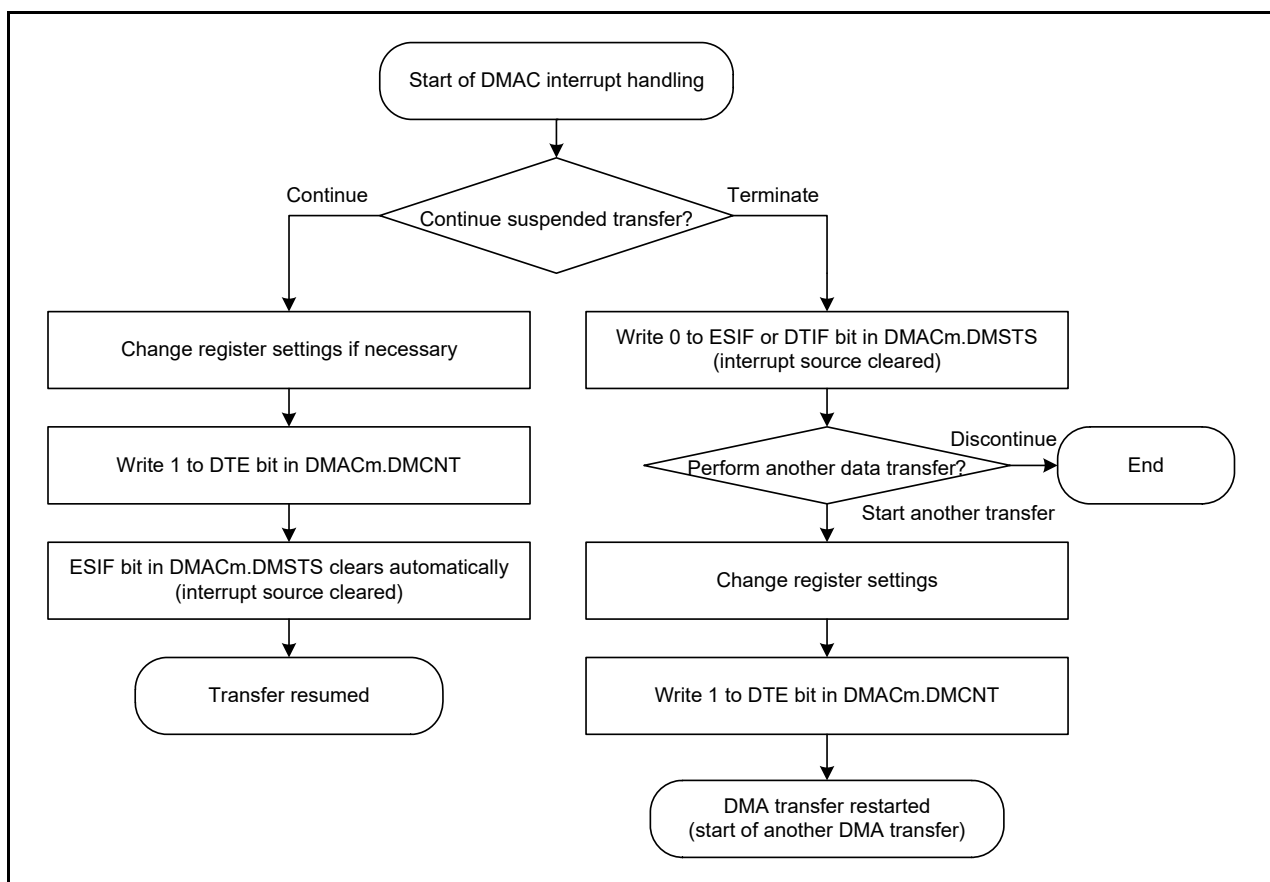 Start of DMAC interrupt handling
Continue
Terminate
Continue suspended transfer?
Change register settings if necessary
Write 1 to DTE bit in DMACm.DMCNT
ESIF bit in DMACm.DMSTS clears automatically
(interrupt source cleared)
Transfer resumed
Write 0 to ESIF or DTIF bit in DMACm.DMSTS
(interrupt source cleared)
Discontinue
Perform another data transfer?
End
Start another transfer
Change register settings
Write 1 to DTE bit in DMACm.DMCNT
DMA transfer restarted
(start of another DMA transfer)